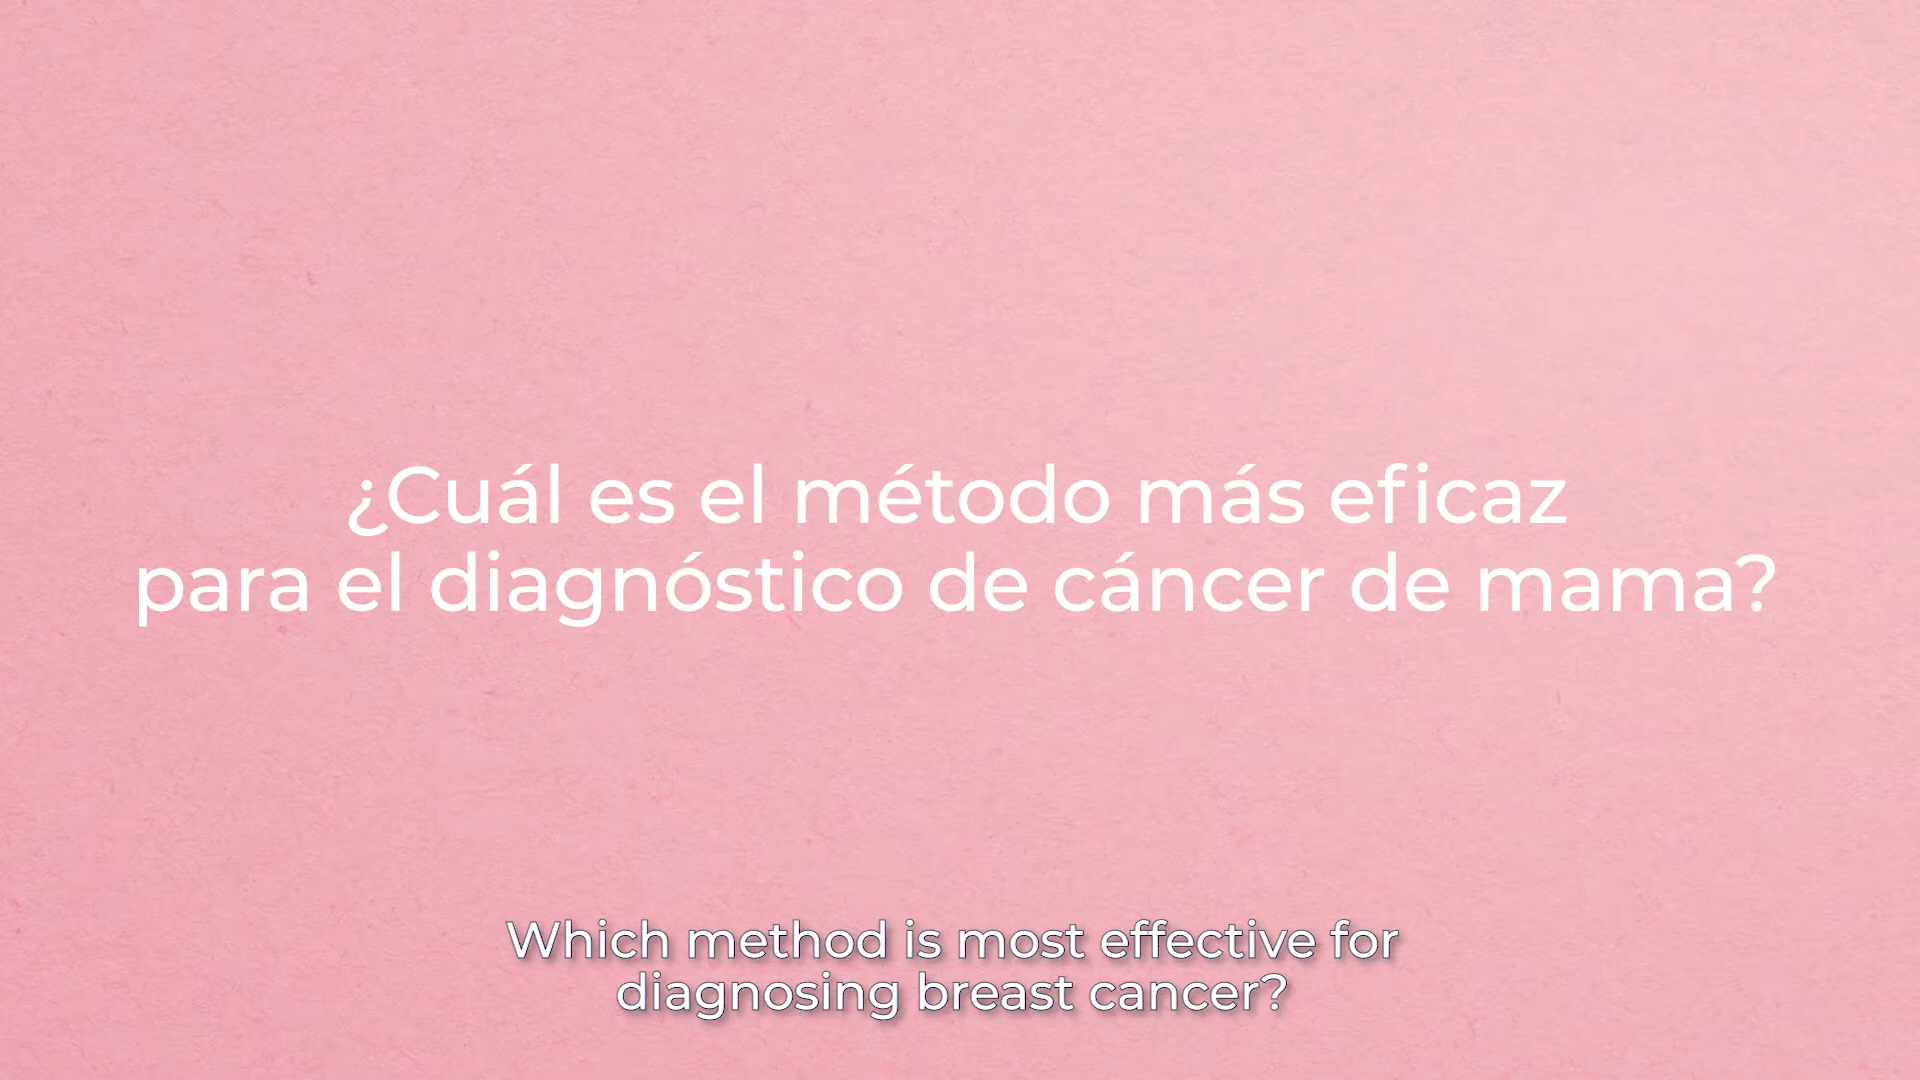 ¿Cuál es el método más eficaz
para el diagnóstico de cáncer de mama?
Which method is most effective for
diagnosing breast cancer?